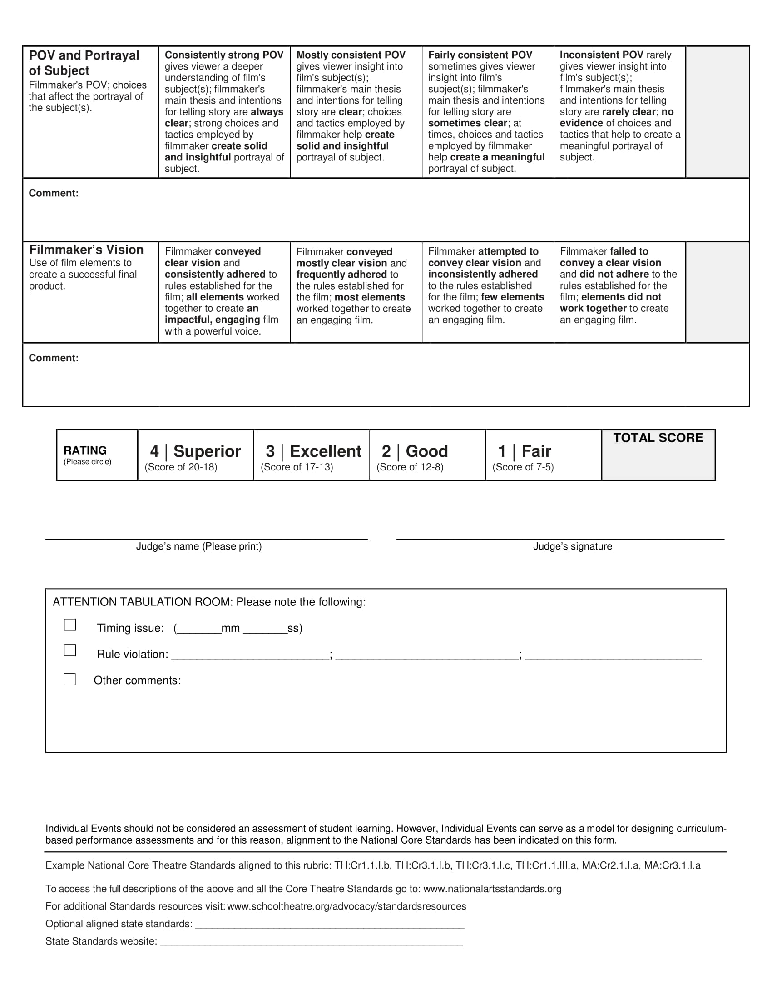 POV and Portrayal
of Subject
Filmmaker's POV; choices
that affect the portrayal of
the subject(s).
Consistently strong POV
gives viewer a deeper
understanding of film's
subject(s); filmmaker's
main thesis and intentions
for telling story are always
clear; strong choices and
tactics employed by
filmmaker create solid
and insightful portrayal of
subject.
Mostly consistent POV
gives viewer insight into
film's subject(s);
filmmaker's main thesis
and intentions for telling
story are clear; choices
and tactics employed by
filmmaker help create
solid and insightful
portrayal of subject.
Fairly consistent POV
sometimes gives viewer
insight into film's
subject(s); filmmaker's
main thesis and intentions
for telling story are
sometimes clear; at
times, choices and tactics
employed by filmmaker
help create a meaningful
portrayal of subject.
Inconsistent POV rarely
gives viewer insight into
film's subject(s);
filmmaker's main thesis
and intentions for telling
story are rarely clear; no
evidence of choices and
tactics that help to create a
meaningful portrayal of
subject.
Comment:
Filmmaker’s Vision
Use of film elements to
create a successful final
product.
Filmmaker conveyed
clear vision and
consistently adhered to
rules established for the
film; all elements worked
together to create an
impactful, engaging film
with a powerful voice.
Filmmaker conveyed
mostly clear vision and
frequently adhered to
the rules established for
the film; most elements
worked together to create
an engaging film.
Filmmaker attempted to
convey clear vision and
inconsistently adhered
to the rules established
for the film; few elements
worked together to create
an engaging film.
Filmmaker failed to
convey a clear vision
and did not adhere to the
rules established for the
film; elements did not
work together to create
an engaging film.
Comment:
RATING
(Please circle)
4 | Superior
(Score of 20-18)
3 | Excellent
(Score of 17-13)
2 | Good
(Score of 12-8)
1 | Fair
(Score of 7-5)
TOTAL SCORE
Judge’s name (Please print)
Judge’s signature
ATTENTION TABULATION ROOM: Please note the following:
Timing issue: (_______mm _______ss)
Rule violation: _________________________; _____________________________; ____________________________
Other comments:
Individual Events should not be considered an assessment of student learning. However, Individual Events can serve as a model for designing curriculum-
based performance assessments and for this reason, alignment to the National Core Standards has been indicated on this form.
Example National Core Theatre Standards aligned to this rubric: TH:Cr1.1.I.b, TH:Cr3.1.I.b, TH:Cr3.1.I.c, TH:Cr1.1.III.a, MA:Cr2.1.I.a, MA:Cr3.1.I.a
To access the full descriptions of the above and all the Core Theatre Standards go to: www.nationalartsstandards.org
For additional Standards resources visit: www.schooltheatre.org/advocacy/standardsresources
Optional aligned state standards: ________________________________________________
State Standards website: ______________________________________________________